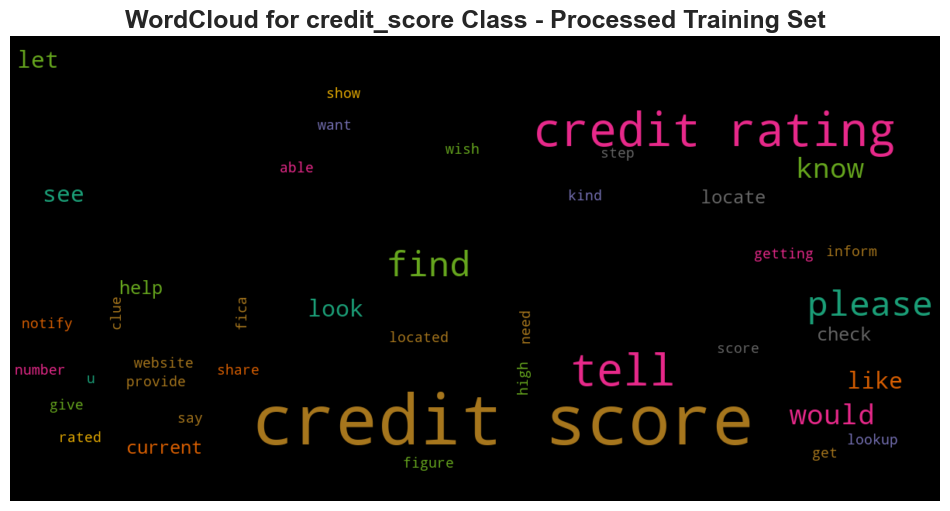 WordCloud for credit_score Class - Processed Training Set
let
show
want
credit rating
wish
step
able
know
see
kind
locate
getting
inform
find
help
please
look
clue
fica
notify
need
located
check
score
website
number
share
tell
u
provide
high
like
give
say
credit score
would
rated
current
lookup
get
figure